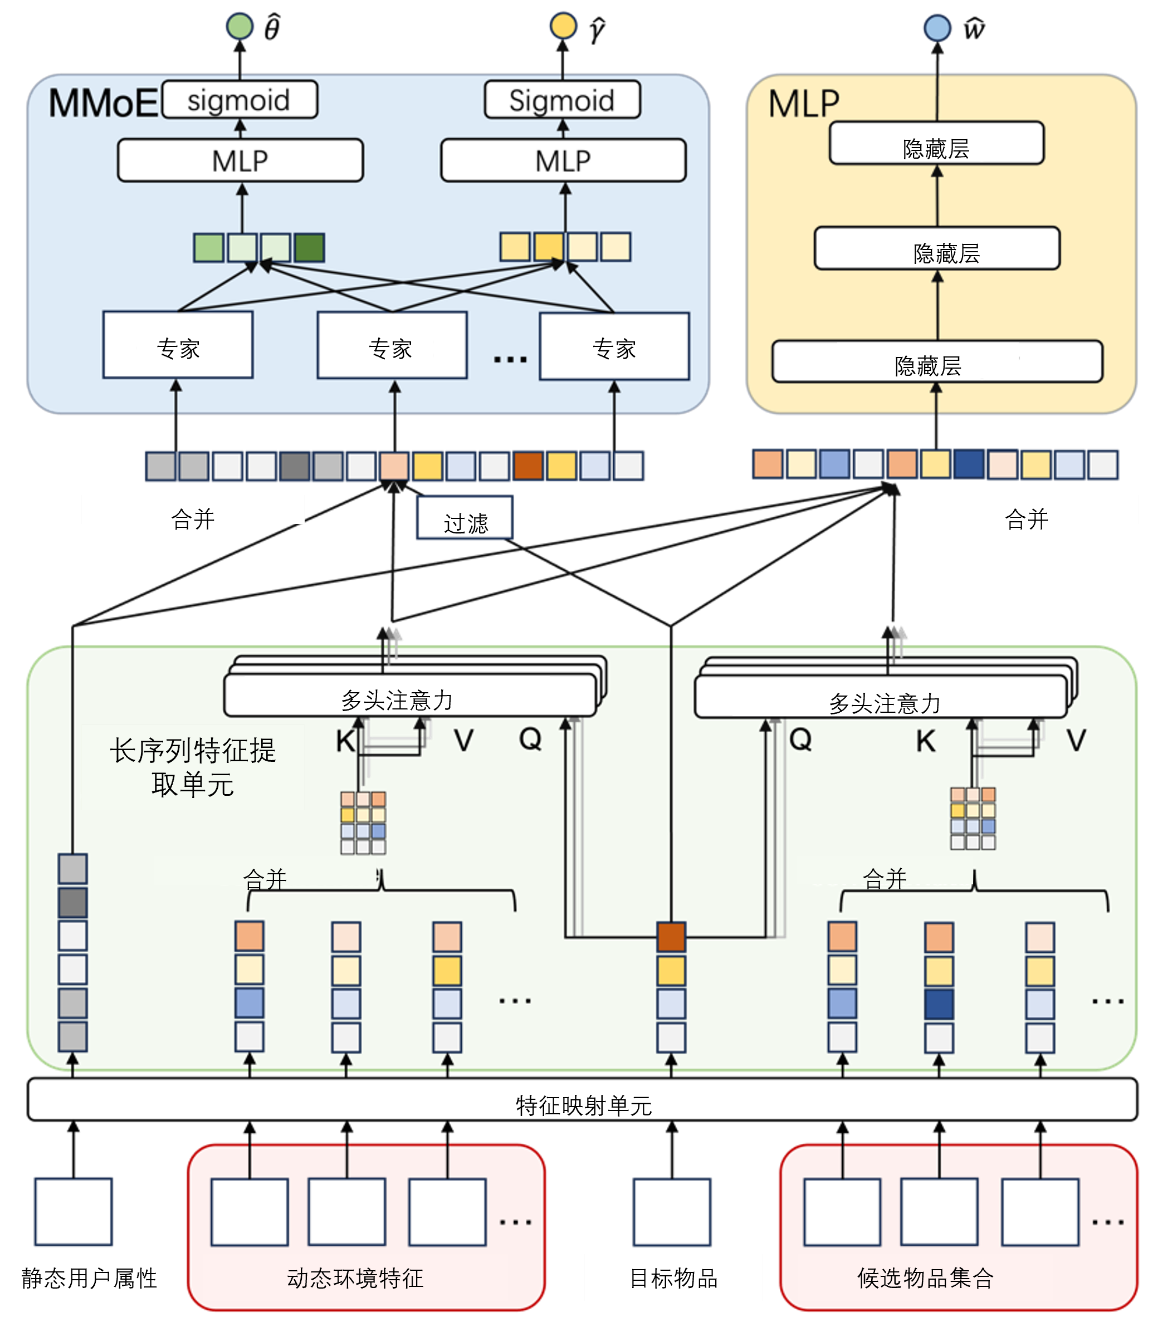 θ̂
γ̂
ŵ
MMoE
sigmoid
Sigmoid
MLP
MLP
MLP
隐藏层
隐藏层
隐藏层
专家
专家
...
专家
合并
过滤
合并
多头注意力
多头注意力
K
V
Q
Q
K
V
长序列特征提
取单元
合并
合并
...
...
特征映射单元
...
...
静态用户属性
动态环境特征
目标物品
候选物品集合